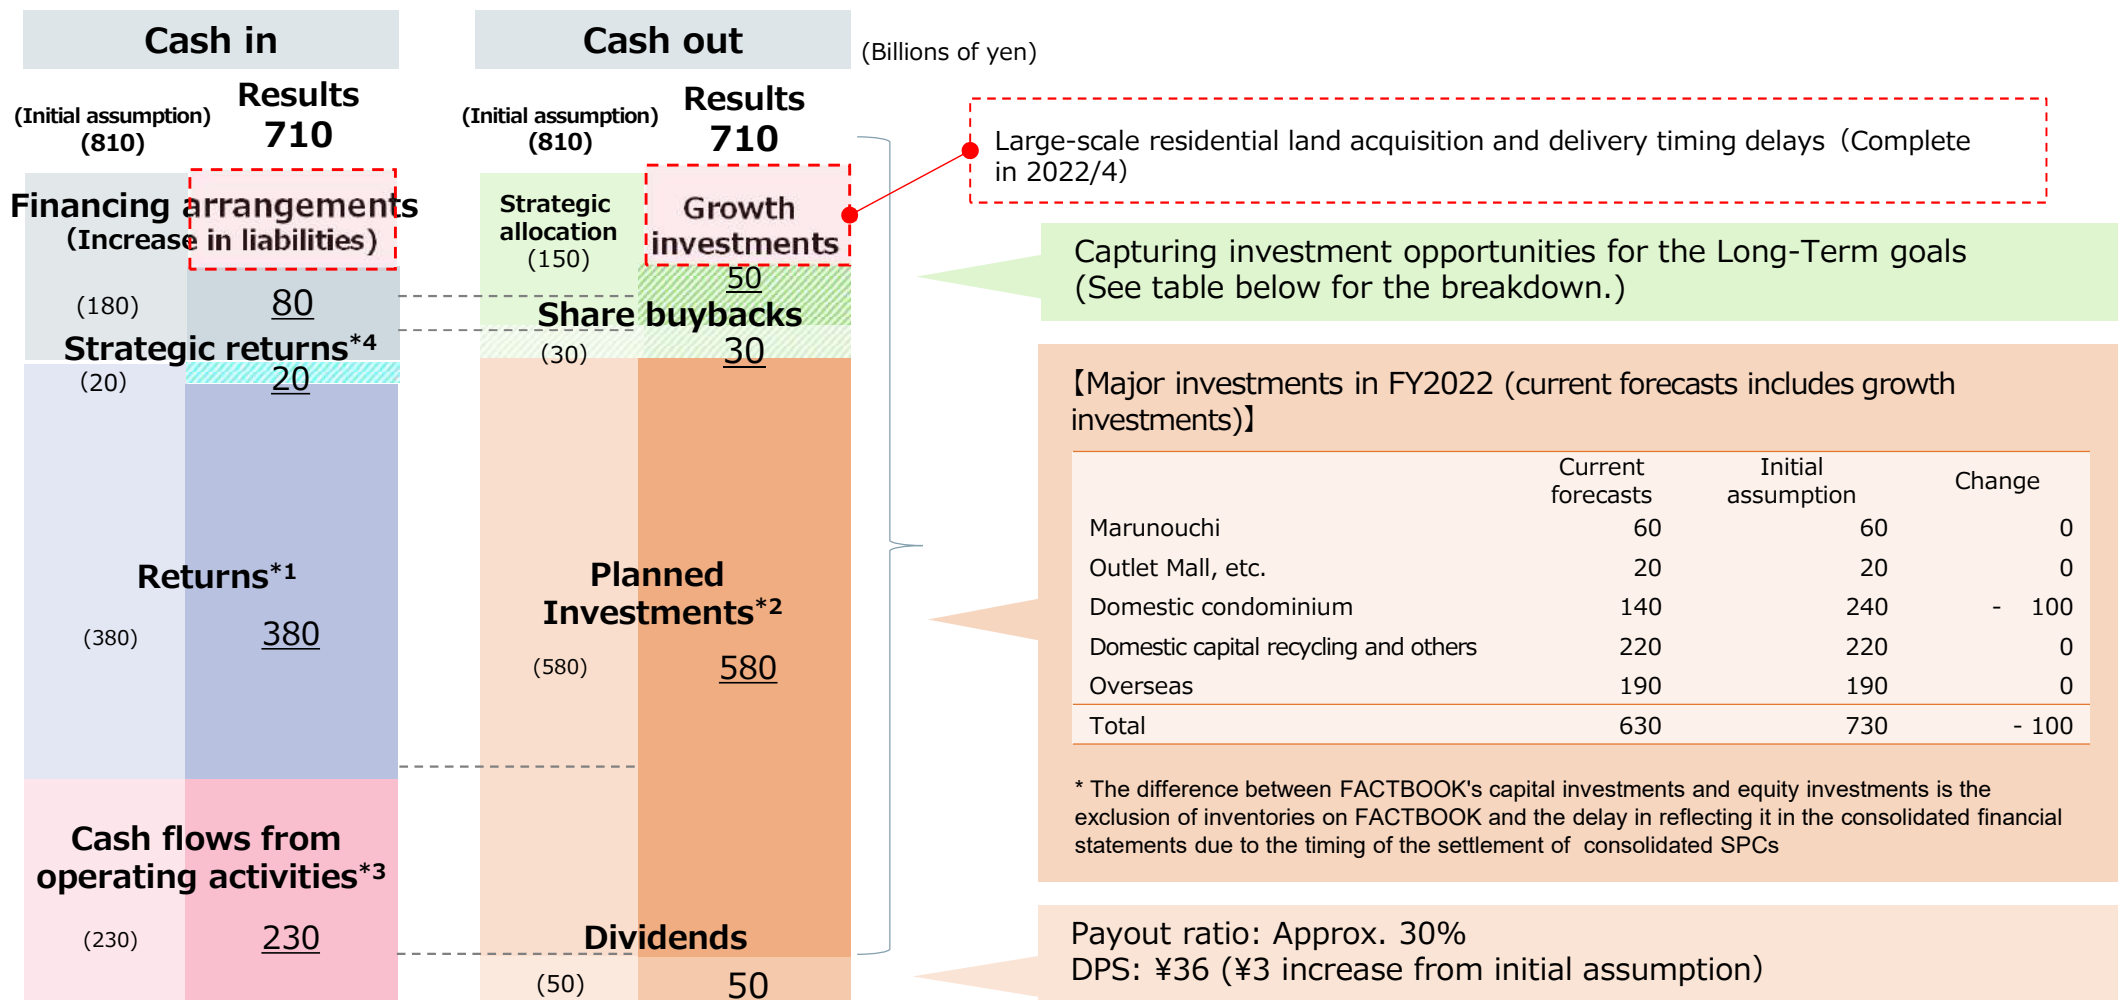 Cash in
Cash out
(Billions of yen)
(Initial assumption)
(810)
Results
710
(Initial assumption)
(810)
Results
710
Financing arrangements
(Increase in liabilities)
(180)
80
Strategic returns*4
(20)
20
Returns*1
(380)
380
Cash flows from
operating activities*3
(230)
230
Strategic
allocation
(150)
Growth
investments
50
Share buybacks
(30)
30
Planned
Investments*2
(580)
580
Dividends
(50)
50
Large-scale residential land acquisition and delivery timing delays（Complete
in 2022/4）
Capturing investment opportunities for the Long-Term goals
(See table below for the breakdown.)
【Major investments in FY2022 (current forecasts includes growth
investments)】
Current forecasts Initial assumption Change
Marunouchi 60 60 0
Outlet Mall, etc. 20 20 0
Domestic condominium 140 240 - 100
Domestic capital recycling and others 220 220 0
Overseas 190 190 0
Total 630 730 - 100
* The difference between FACTBOOK's capital investments and equity investments is the
exclusion of inventories on FACTBOOK and the delay in reflecting it in the consolidated financial
statements due to the timing of the settlement of consolidated SPCs
Payout ratio: Approx. 30%
DPS: ¥36 (¥3 increase from initial assumption）